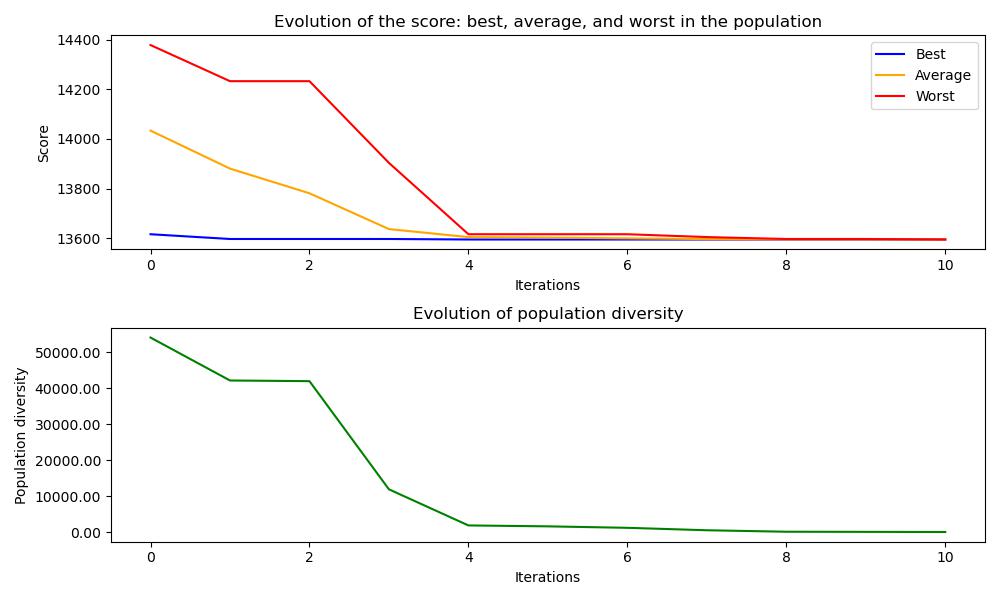 Evolution of the score: best, average, and worst in the population
14400
14200
14000
13800
13600
Score
Best
Average
Worst
0 2 4 6 8 10
Iterations
Evolution of population diversity
50000.00
40000.00
30000.00
20000.00
10000.00
0.00
Population diversity
0 2 4 6 8 10
Iterations